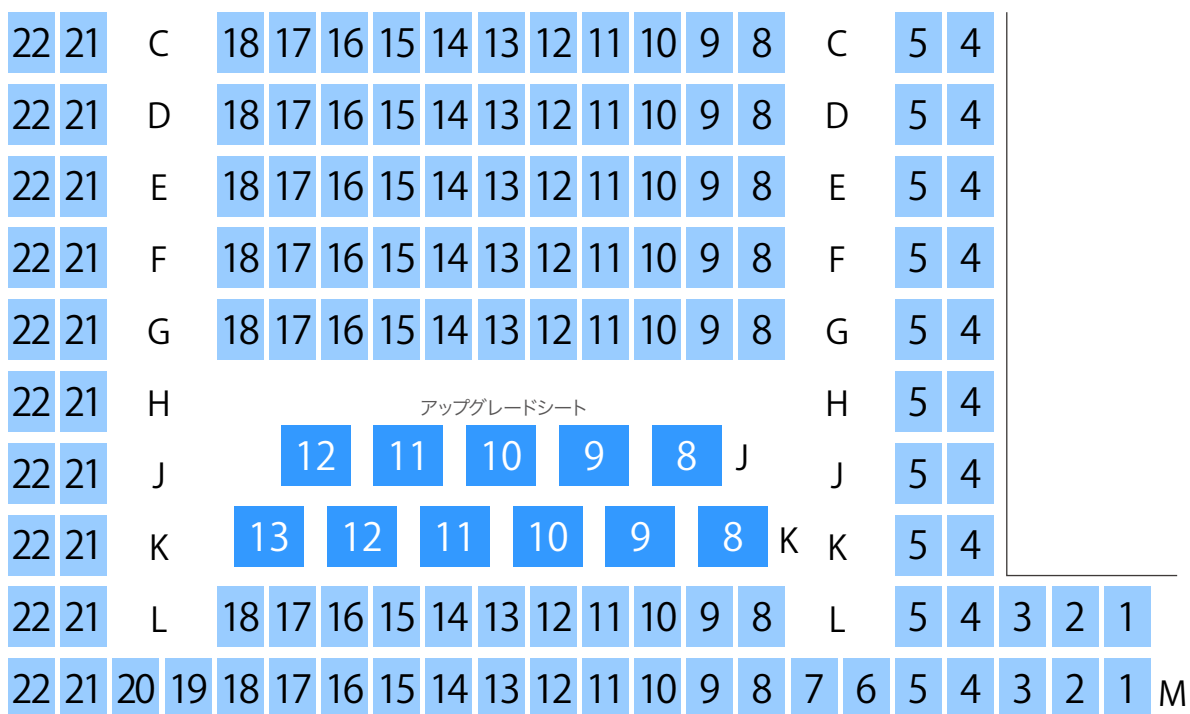 22 21 C 18 17 16 15 14 13 12 11 10 9 8 C 5 4
22 21 D 18 17 16 15 14 13 12 11 10 9 8 D 5 4
22 21 E 18 17 16 15 14 13 12 11 10 9 8 E 5 4
22 21 F 18 17 16 15 14 13 12 11 10 9 8 F 5 4
22 21 G 18 17 16 15 14 13 12 11 10 9 8 G 5 4
22 21 H アップグレードシート H 5 4
22 21 J 12 11 10 9 8 J J 5 4
22 21 K 13 12 11 10 9 8 K K 5 4
22 21 L 18 17 16 15 14 13 12 11 10 9 8 L 5 4 3 2 1
22 21 20 19 18 17 16 15 14 13 12 11 10 9 8 7 6 5 4 3 2 1 M